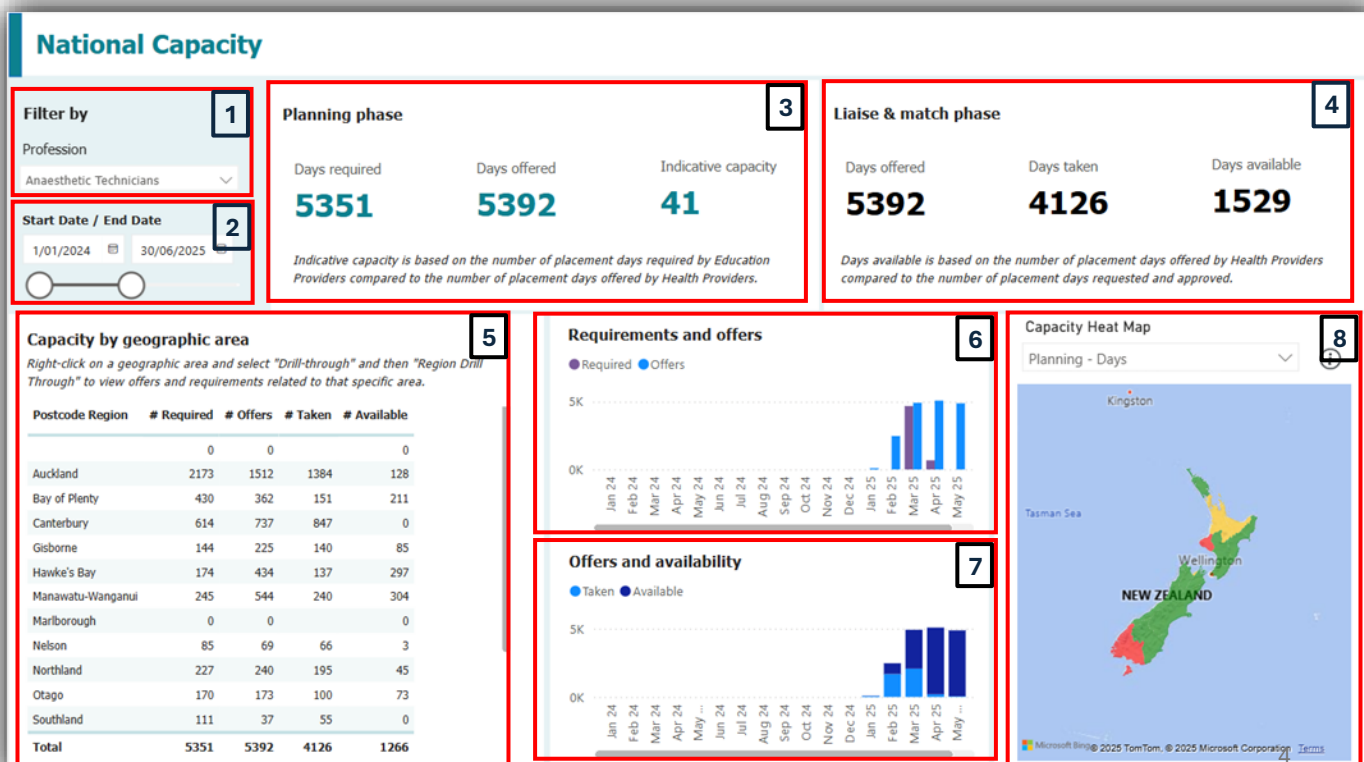 National Capacity
1
Filter by
Profession
Anaesthetic Technicians
2
Start Date / End Date
1/01/2024 30/06/2025
3
Planning phase
Days required Days offered Indicative capacity
5351 5392 41
Indicative capacity is based on the number of placement days required by Education
Providers compared to the number of placement days offered by Health Providers.
4
Liaise & match phase
Days offered Days taken Days available
5392 4126 1529
Days available is based on the number of placement days offered by Health Providers
compared to the number of placement days requested and approved.
5
Capacity by geographic area
Right-click on a geographic area and select "Drill-through" and then "Region Drill
Through" to view offers and requirements related to that specific area.
Postcode Region # Required # Offers # Taken # Available
0 0 0
Auckland 2173 1512 1384 128
Bay of Plenty 430 362 151 211
Canterbury 614 737 847 0
Gisborne 144 225 140 85
Hawke's Bay 174 434 137 297
Manawatu-Wanganui 245 544 240 304
Marlborough 0 0 0
Nelson 85 69 66 3
Northland 227 240 195 45
Otago 170 173 100 73
Southland 111 37 55 0
Total 5351 5392 4126 1266
6
Requirements and offers
Required Offers
5K
0K
Jan 24 Feb 24 Mar 24 Apr 24 May 24 Jun 24 Jul 24 Aug 24 Sep 24 Oct 24 Nov 24 Dec 24 Jan 25 Feb 25 Mar 25 Apr 25 May 25
7
Offers and availability
Taken Available
5K
0K
Jan 24 Feb 24 Mar 24 Apr 24 May ... Jun 24 Jul 24 Aug 24 Sep 24 Oct 24 Nov 24 Dec 24 Jan 25 Feb 25 Mar 25 Apr 25 May ...
8
Capacity Heat Map
Planning - Days
Kingston
Tasman Sea
Wellington
NEW ZEALAND
Microsoft Bing © 2025 TomTom, © 2025 Microsoft Corporation Terms
4